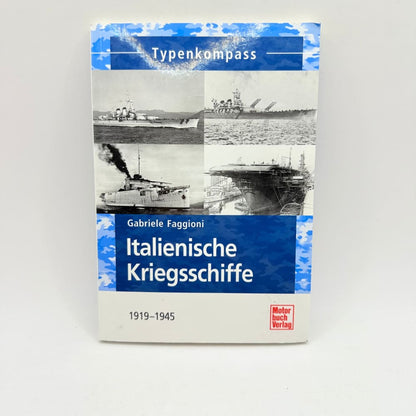 Typenkompass
Gabriele Faggioni
Italienische
Kriegsschiffe
1919–1945
Motor
buch
Verlag